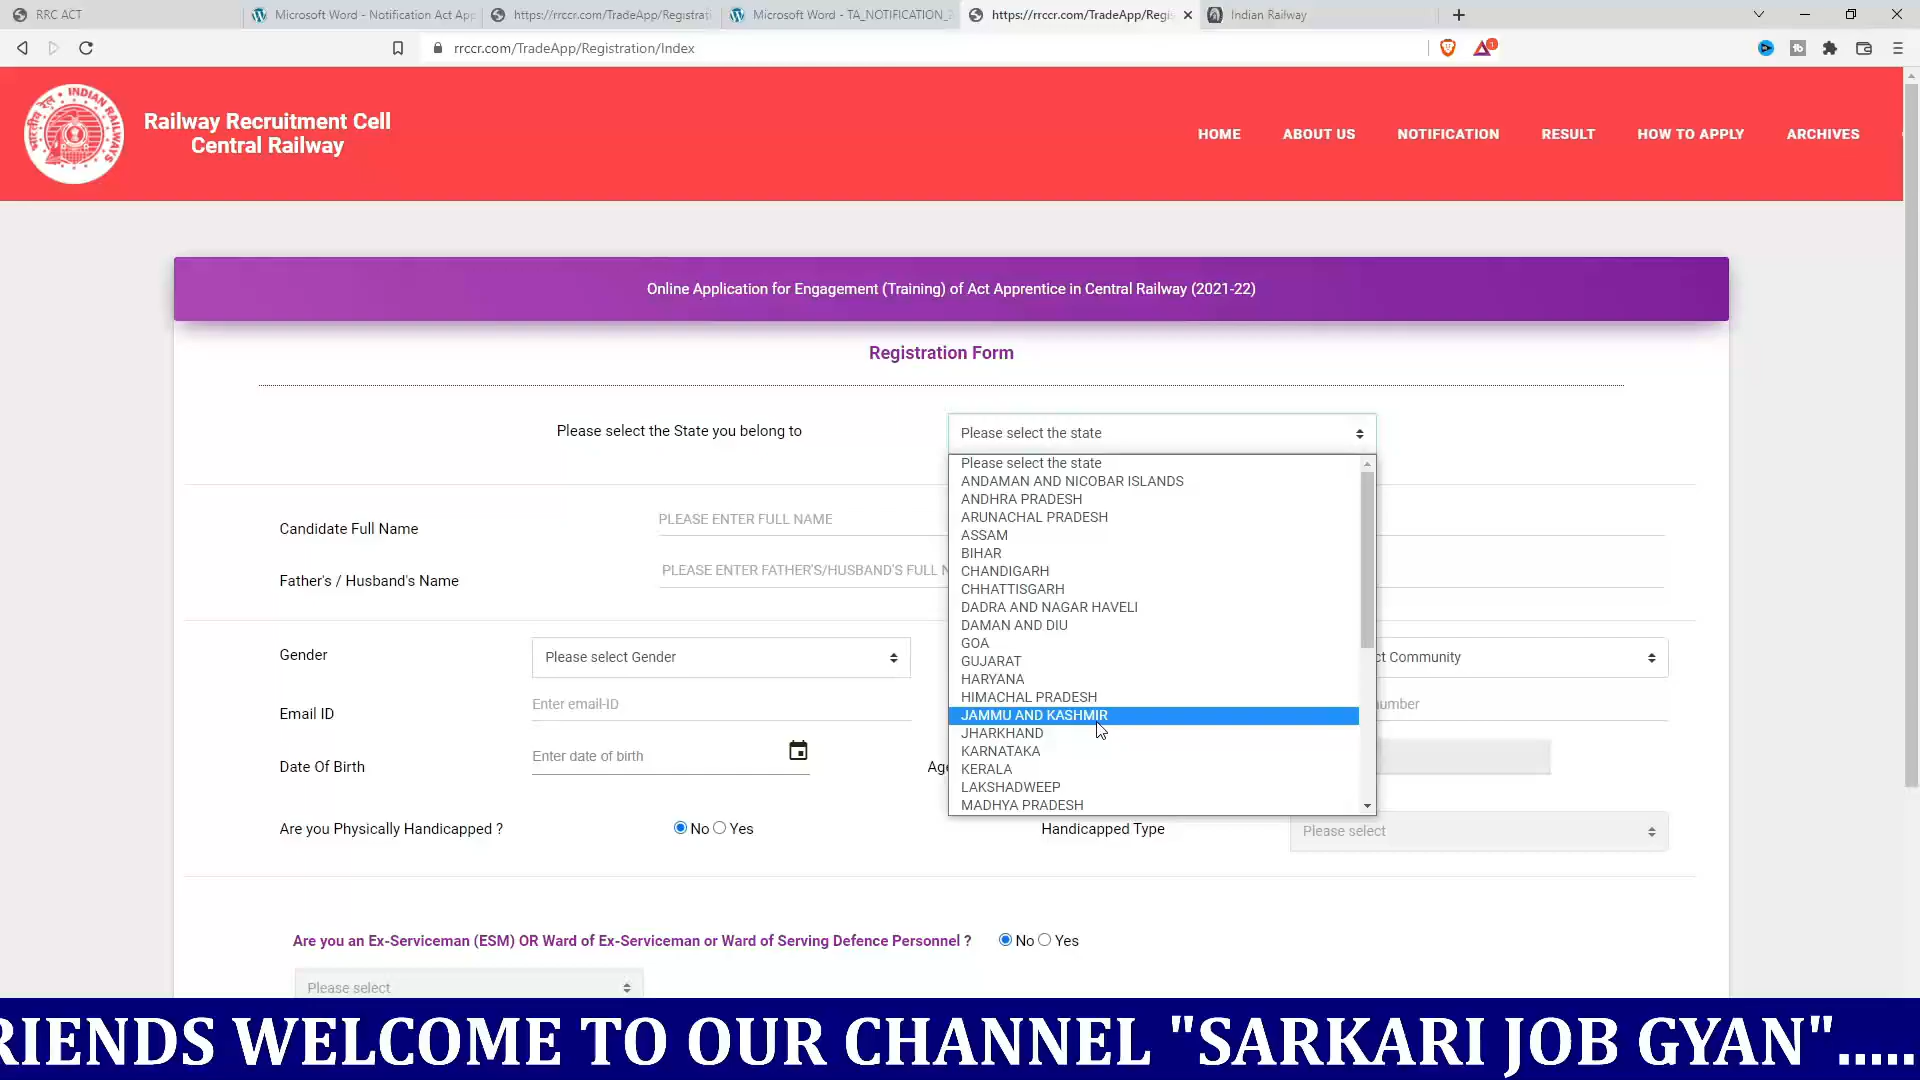 RRC ACT
Microsoft Word - Notification Act App
https://rrccr.com/TradeApp/Registrati
Microsoft Word - TA_NOTIFICATION_
https://rrccr.com/TradeApp/Regis
Indian Railway
rrccr.com/TradeApp/Registration/Index
1
Railway Recruitment Cell
Central Railway
HOME
ABOUT US
NOTIFICATION
RESULT
HOW TO APPLY
ARCHIVES
Online Application for Engagement (Training) of Act Apprentice in Central Railway (2021-22)
Registration Form
Please select the State you belong to
Please select the state
Please select the state
ANDAMAN AND NICOBAR ISLANDS
ANDHRA PRADESH
ARUNACHAL PRADESH
ASSAM
BIHAR
CHANDIGARH
CHHATTISGARH
DADRA AND NAGAR HAVELI
DAMAN AND DIU
GOA
GUJARAT
HARYANA
HIMACHAL PRADESH
JAMMU AND KASHMIR
JHARKHAND
KARNATAKA
KERALA
LAKSHADWEEP
MADHYA PRADESH
Candidate Full Name
PLEASE ENTER FULL NAME
Father's / Husband's Name
PLEASE ENTER FATHER'S/HUSBAND'S FULL N
Gender
Please select Gender
ct Community
Email ID
Enter email-ID
number
Date Of Birth
Enter date of birth
Age
Are you Physically Handicapped ?
No Yes
Handicapped Type
Please select
Are you an Ex-Serviceman (ESM) OR Ward of Ex-Serviceman or Ward of Serving Defence Personnel ?
No Yes
Please select
RIENDS WELCOME TO OUR CHANNEL "SARKARI JOB GYAN".....